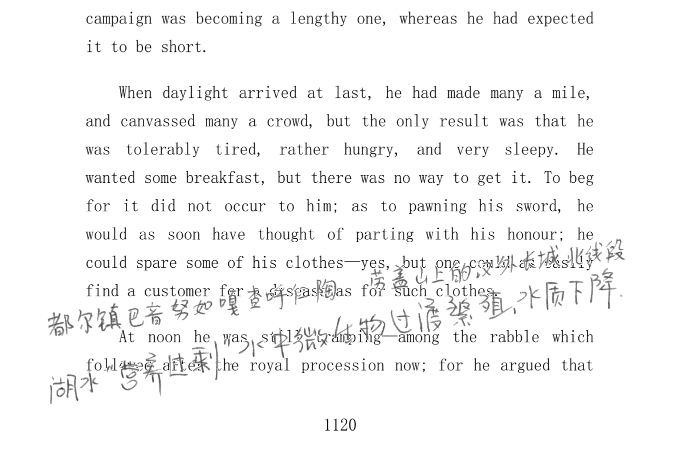 campaign was becoming a lengthy one, whereas he had expected
it to be short.
When daylight arrived at last, he had made many a mile,
and canvassed many a crowd, but the only result was that he
was tolerably tired, rather hungry, and very sleepy. He
wanted some breakfast, but there was no way to get it. To beg
for it did not occur to him; as to pawning his sword, he
would as soon have thought of parting with his honour; he
could spare some of his clothes—yes, but one could as easily
find a customer for a disease as for such clothes.
At noon he was still tramping—among the rabble which
followed after the royal procession now; for he argued that
劳盖山上的汉外长城北线段
都尔镇巴音努如嘎查呼仁陶
湖水"营养过剩",水中微生物过度繁殖,水质下降.
1120